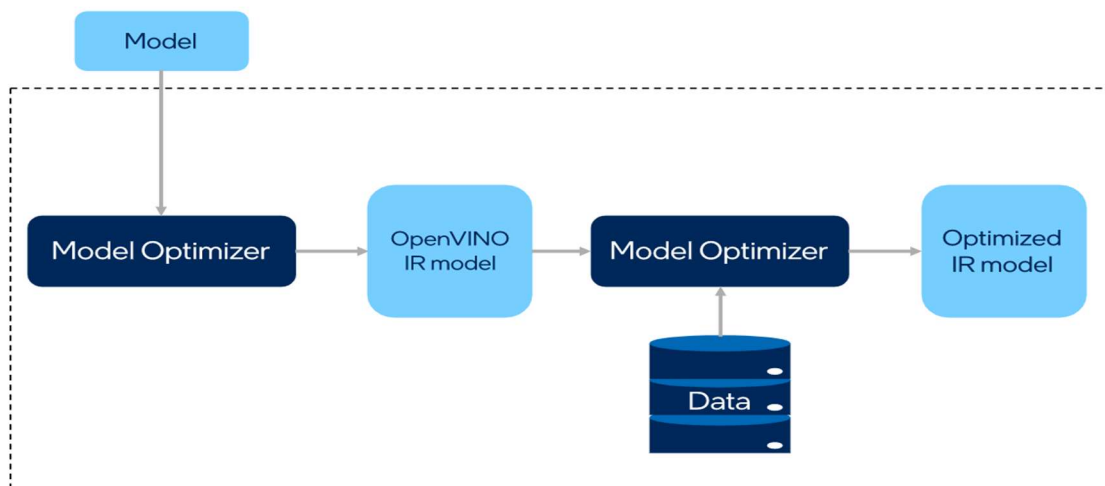 Model
Model Optimizer
OpenVINO
IR model
Model Optimizer
Optimized
IR model
Data